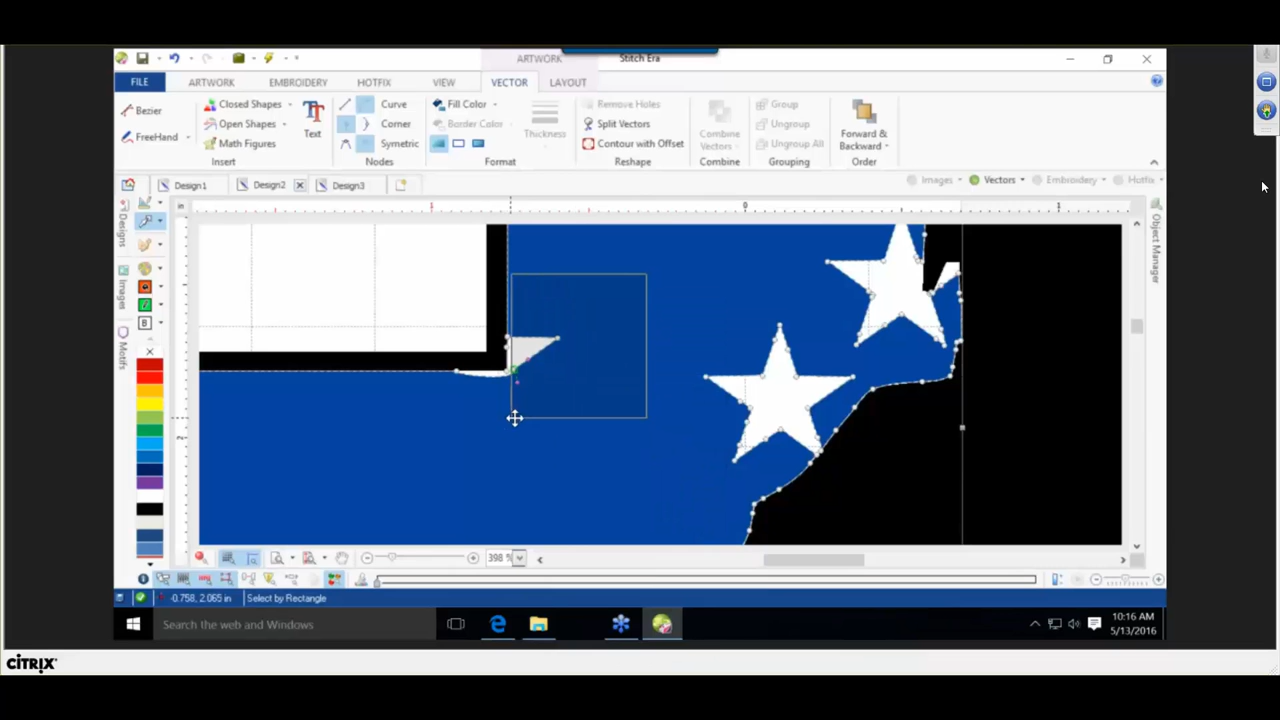 ARTWORK
Stitch Era
FILE ARTWORK EMBROIDERY HOTFIX VIEW VECTOR LAYOUT
Bezier
FreeHand
Closed Shapes
Open Shapes
Math Figures
Text
Insert
Curve
Corner
Symetric
Nodes
Fill Color
Border Color
Thickness
Format
Remove Holes
Split Vectors
Contour with Offset
Reshape
Combine
Vectors
Combine
Group
Ungroup
Ungroup All
Grouping
Forward &
Backward
Order
Design1 Design2 Design3
Images Vectors Embroidery Hotfix
in
1 0 1
Designs
Images
Motifs
B
2
Object Manager
398 %
-0.758, 2.065 in Select by Rectangle
Search the web and Windows
10:16 AM
5/13/2016
CITRIX